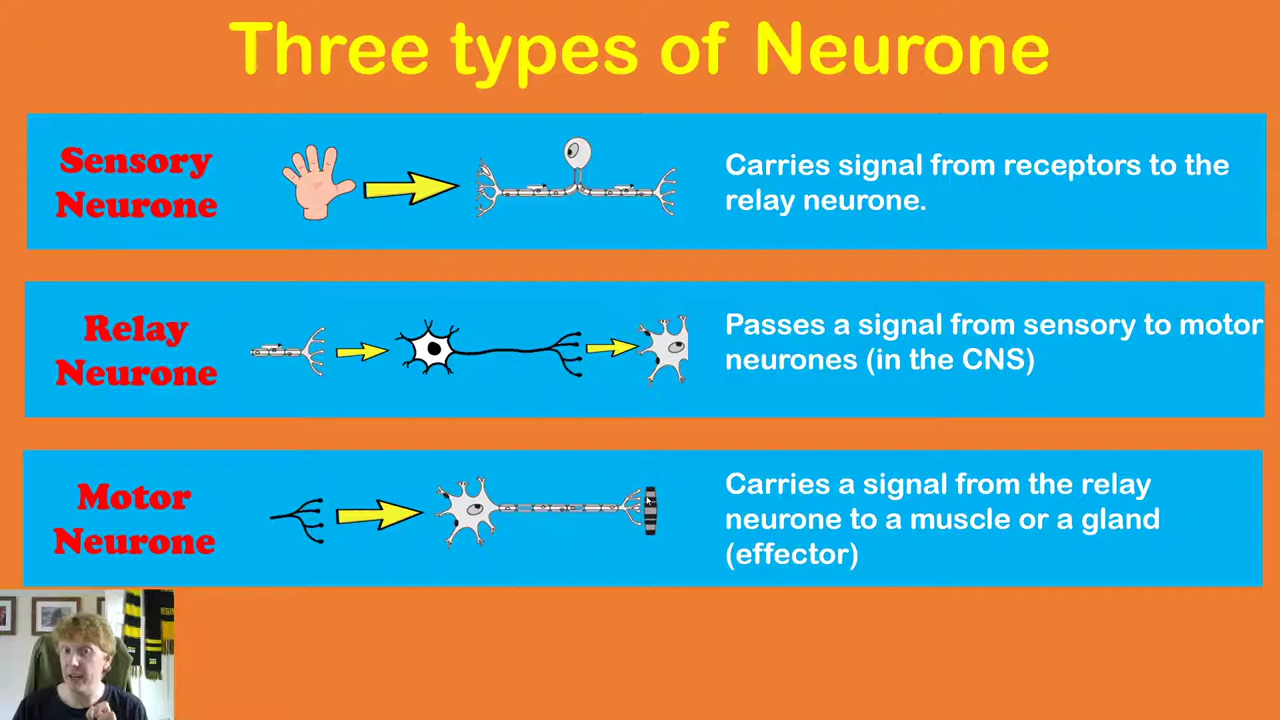 Three types of Neurone
Sensory
Neurone
Carries signal from receptors to the
relay neurone.
Relay
Neurone
Passes a signal from sensory to motor
neurones (in the CNS)
Motor
Neurone
Carries a signal from the relay
neurone to a muscle or a gland
(effector)